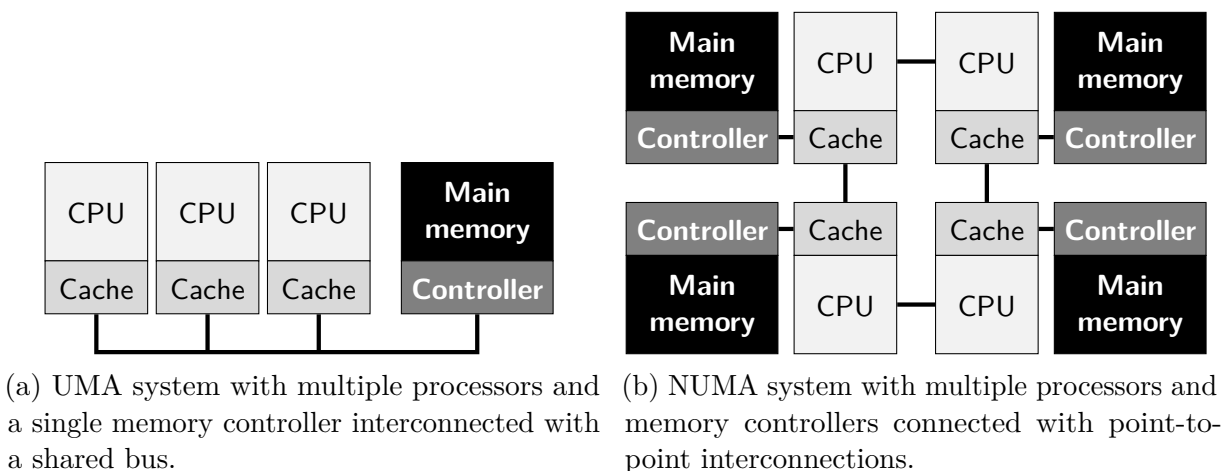 CPU
Cache
CPU
Cache
CPU
Cache
Main
memory
Controller
(a) UMA system with multiple processors and
a single memory controller interconnected with
a shared bus.
Main
memory
Controller
CPU
Cache
CPU
Cache
Main
memory
Controller
Controller
Main
memory
Cache
CPU
Cache
CPU
Controller
Main
memory
(b) NUMA system with multiple processors and
memory controllers connected with point-to-
point interconnections.